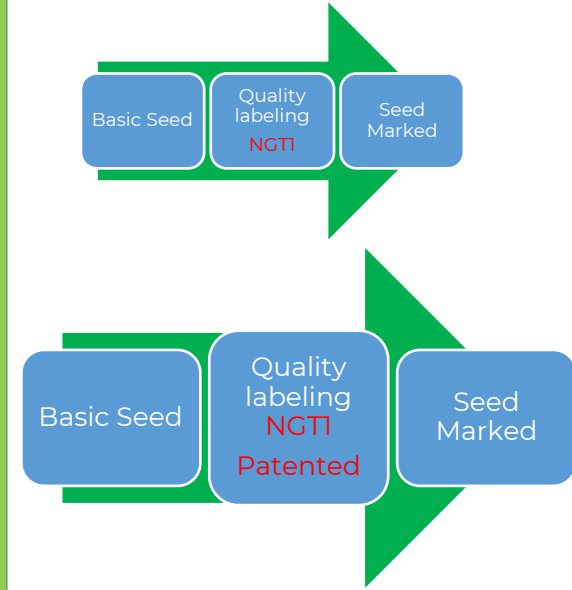 Basic Seed
Quality
labeling
NGT1
Seed
Marked
Basic Seed
Quality
labeling
NGT1
Patented
Seed
Marked